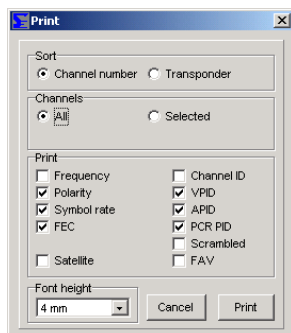 Print
Sort
Channel number Transponder
Channels
All Selected
Print
Frequency Channel ID
Polarity VPID
Symbol rate APID
FEC PCR PID
Scrambled
Satellite FAV
Font height
4 mm Cancel Print